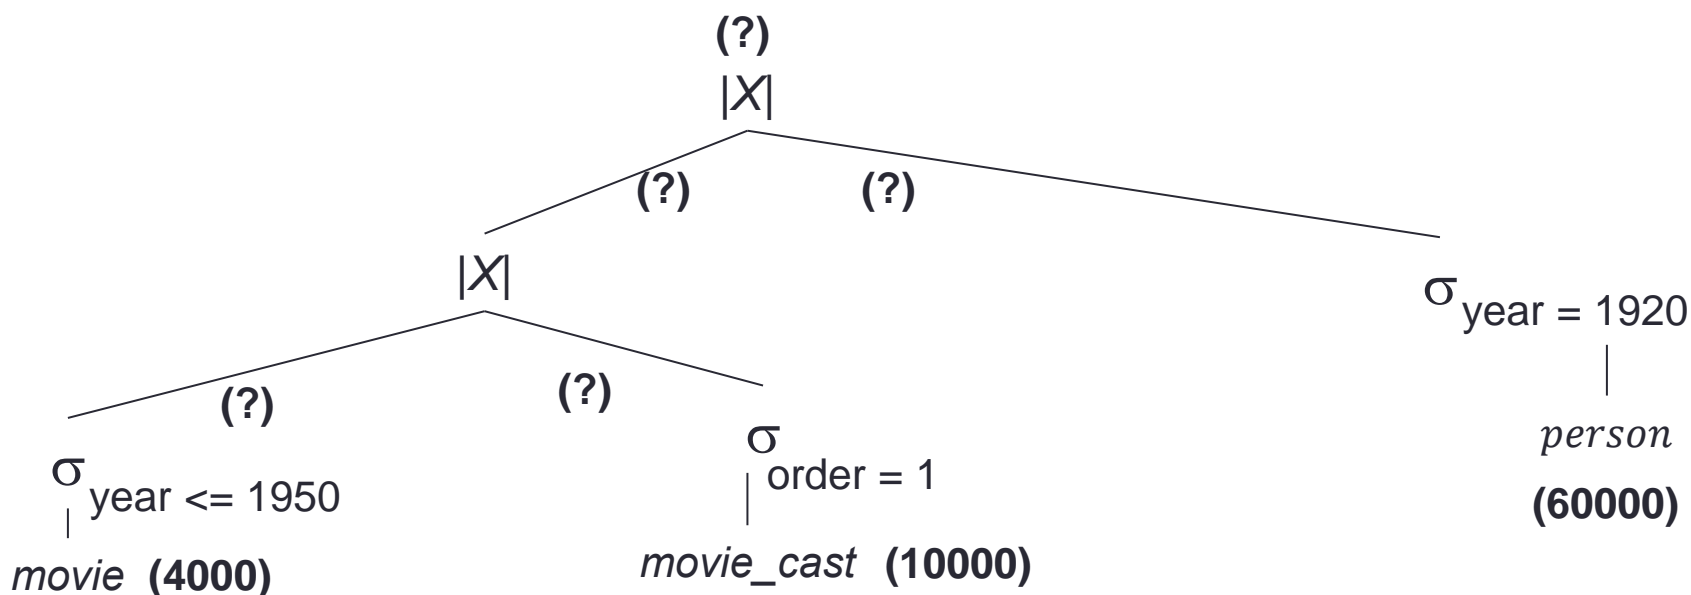 (?)
|X|
(?)
(?)
|X|
σ year = 1920
(?)
(?)
person
σ order = 1
σ year <= 1950
(60000)
movie_cast (10000)
movie (4000)